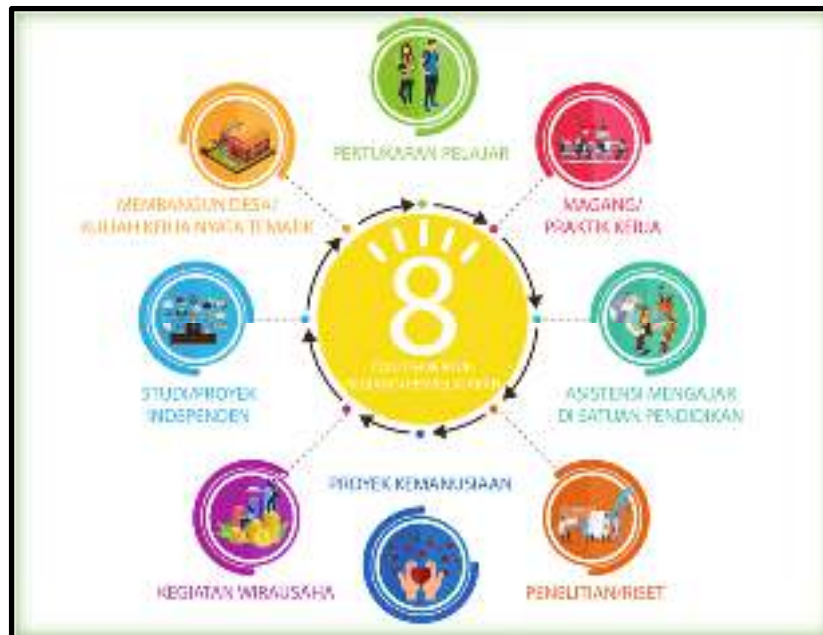 PERTUKARAN PELAJAR
MAGANG/
PRAKTIK KERJA
ASISTENSI MENGAJAR
DI SATUAN PENDIDIKAN
PENELITIAN/RISET
PROYEK KEMANUSIAAN
KEGIATAN WIRAUSAHA
STUDI/PROYEK
INDEPENDEN
MEMBANGUN DESA/
KULIAH KERJA NYATA TEMATIK
8